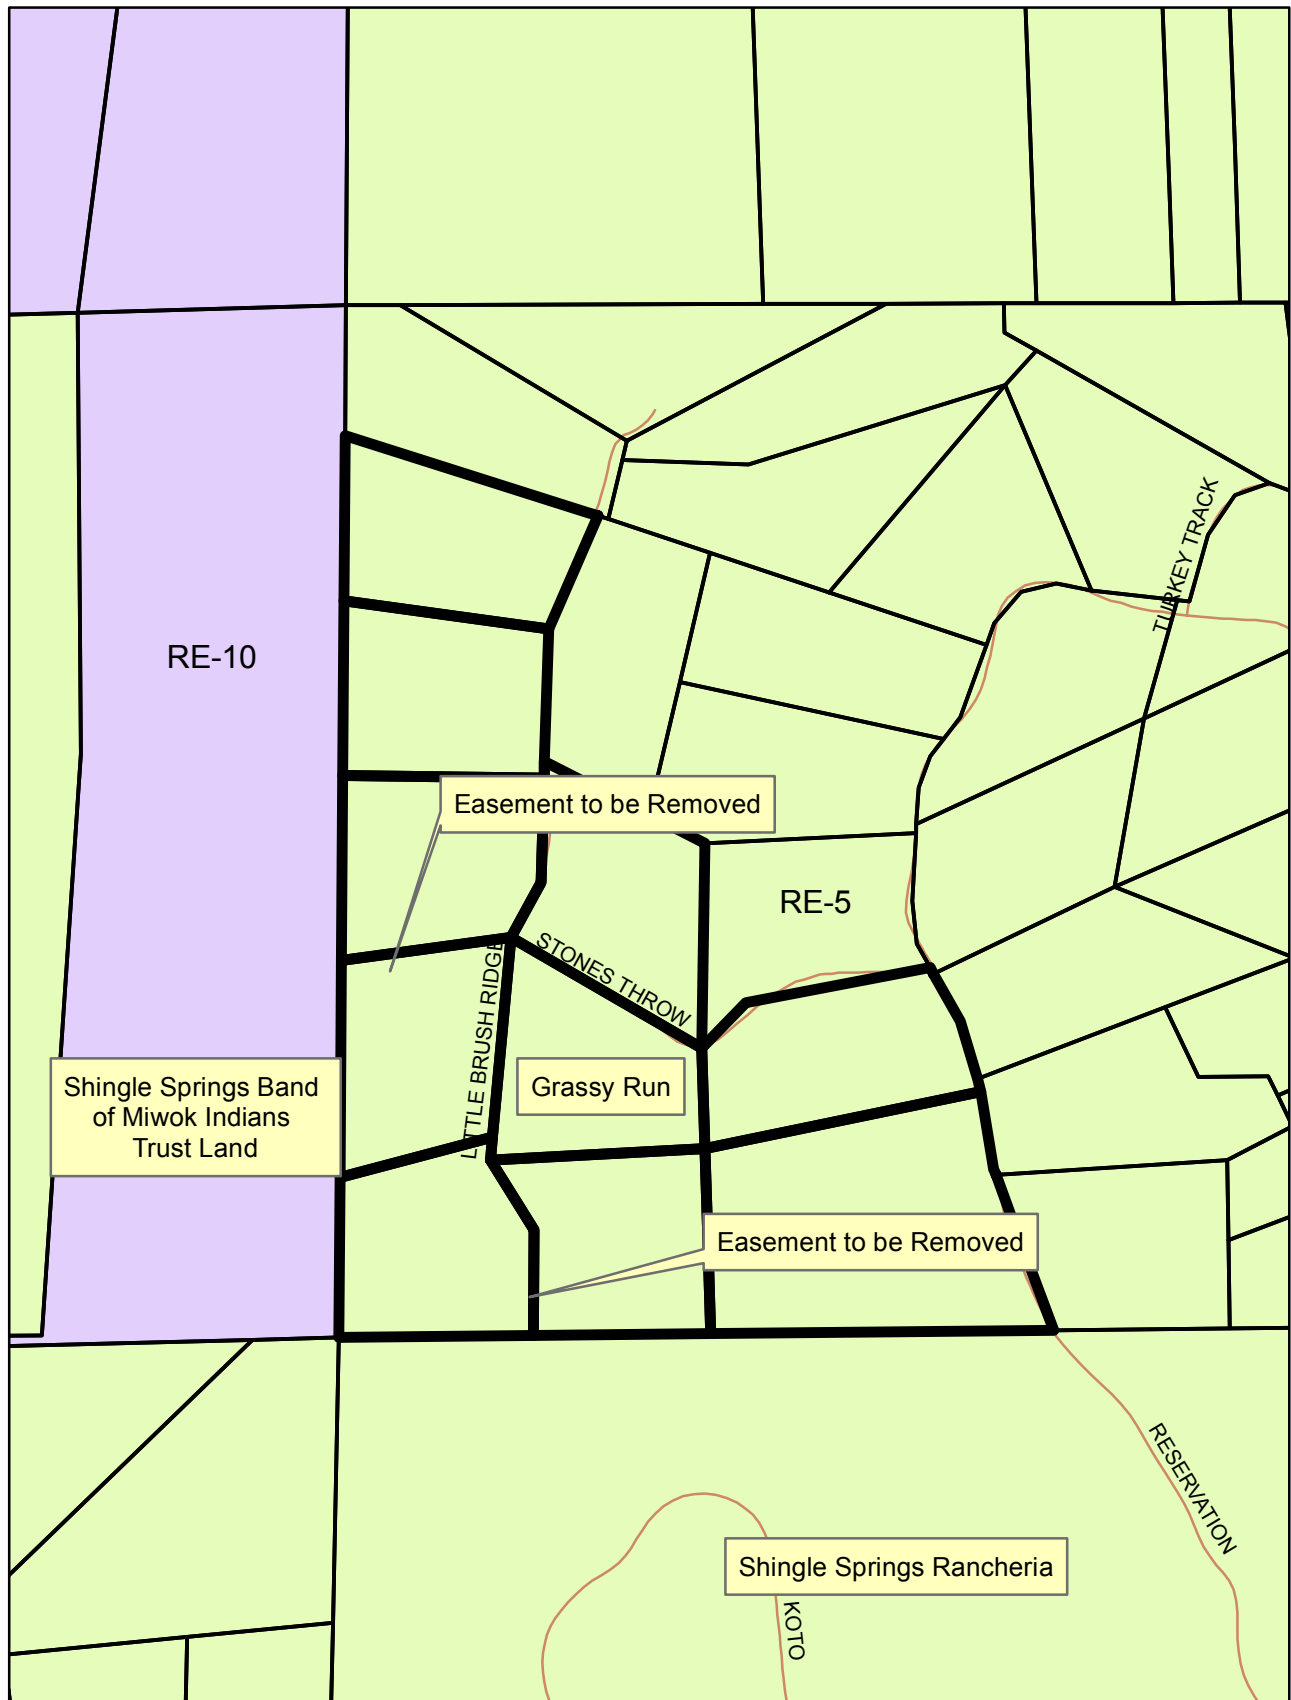 TURKEY TRACK
RE-10
Easement to be Removed
RE-5
STONES THROW
LITTLE BRUSH RIDGE
Shingle Springs Band
of Miwok Indians
Trust Land
Grassy Run
Easement to be Removed
RESERVATION
Shingle Springs Rancheria
KOTO